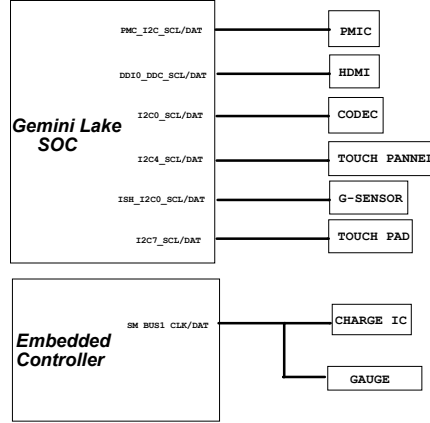 PMC_I2C_SCL/DAT
PMIC
DDI0_DDC_SCL/DAT
HDMI
Gemini Lake
SOC
I2C0_SCL/DAT
CODEC
I2C4_SCL/DAT
TOUCH PANNEL
ISH_I2C0_SCL/DAT
G-SENSOR
I2C7_SCL/DAT
TOUCH PAD
Embedded
Controller
SM BUS1 CLK/DAT
CHARGE IC
GAUGE